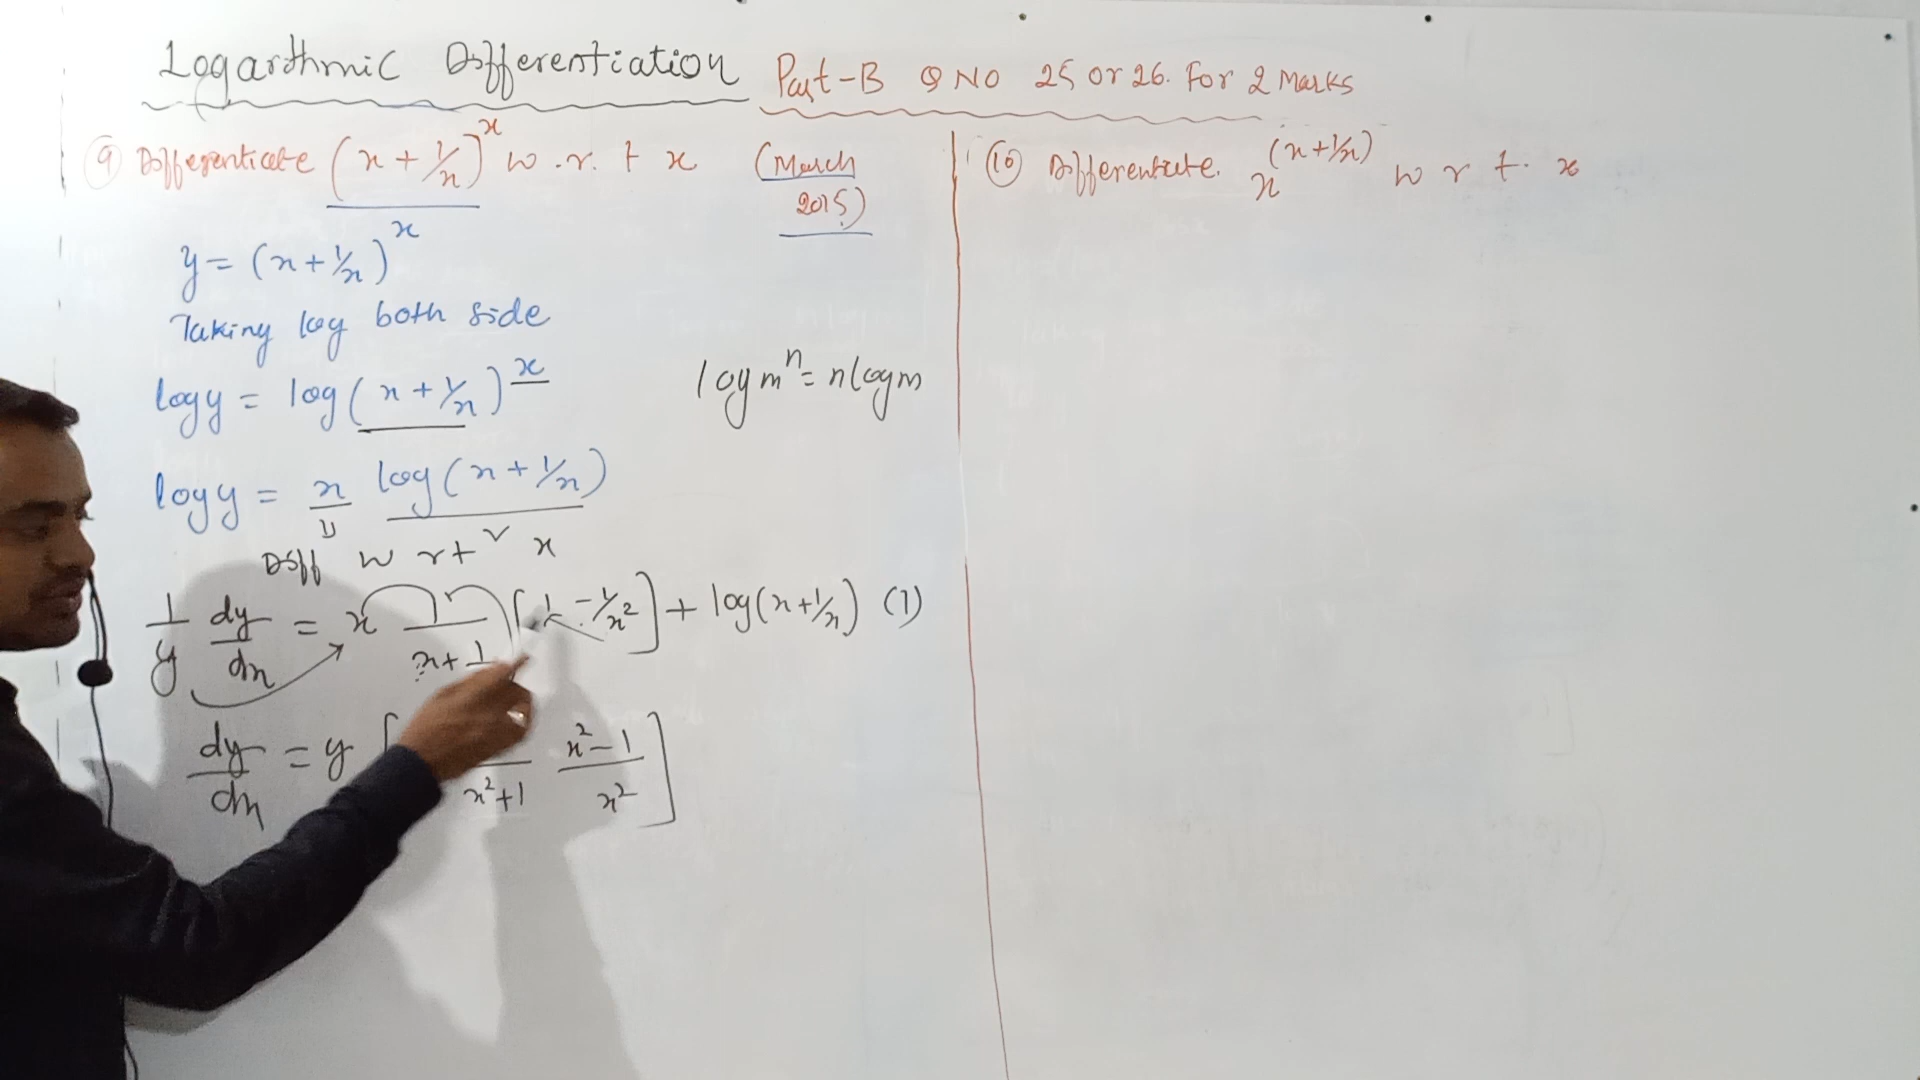 Logarithmic Differentiation Part-B Q NO 25 or 26. For 2 Marks
(9) Differentiate (x + 1/x)^x w.r.t x (March 2015)
y = (x + 1/x)^x
Taking log both side
log y = log(x + 1/x)^x
log m^n = n log m
log y = x log(x + 1/x)
u v
Diff w r t x
1/y dy/dx = x 1/(x+1 [1 - 1/x²] + log(x + 1/x) (1)
dy/dx = y [ x²+1 (x²-1)/x² ]
(10) Differentiate x^(x+1/x) w r t. x